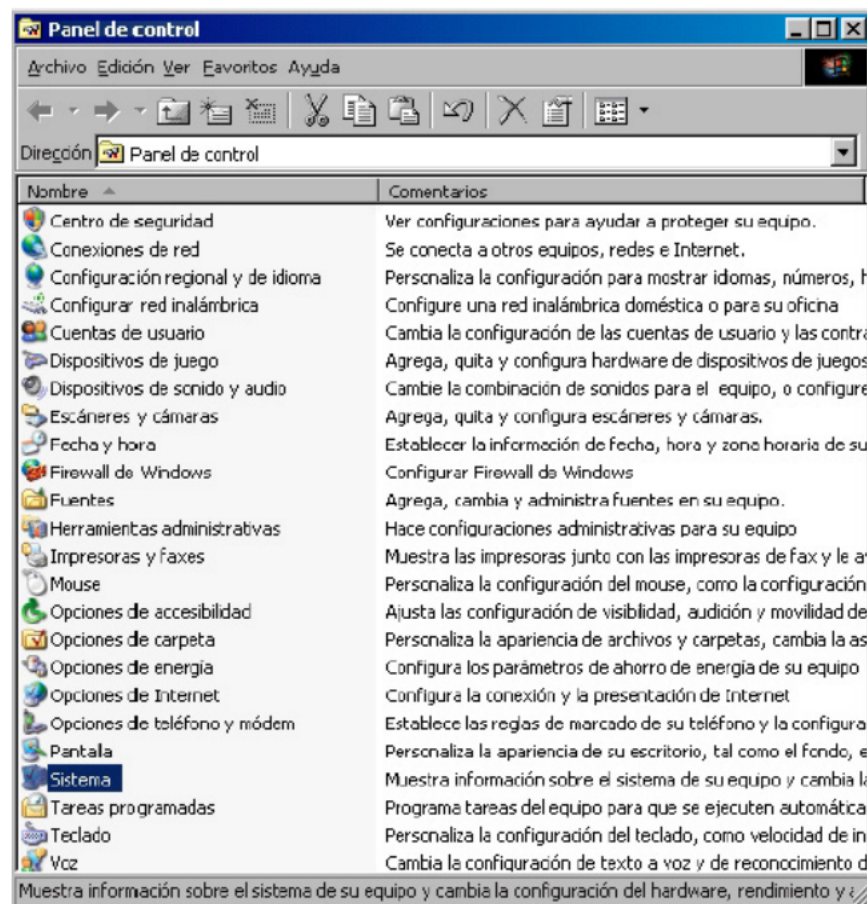 Panel de control
Archivo Edición Ver Favoritos Ayuda
Dirección Panel de control
Nombre Comentarios
Centro de seguridad Ver configuraciones para ayudar a proteger su equipo.
Conexiones de red Se conecta a otros equipos, redes e Internet.
Configuración regional y de idioma Personaliza la configuración para mostrar idiomas, números, h
Configurar red inalámbrica Configure una red inalámbrica doméstica o para su oficina
Cuentas de usuario Cambia la configuración de las cuentas de usuario y las contra
Dispositivos de juego Agrega, quita y configura hardware de dispositivos de juegos
Dispositivos de sonido y audio Cambie la combinación de sonidos para el equipo, o configure
Escáneres y cámaras Agrega, quita y configura escáneres y cámaras.
Fecha y hora Establecer la información de fecha, hora y zona horaria de su
Firewall de Windows Configurar Firewall de Windows
Fuentes Agrega, cambia y administra fuentes en su equipo.
Herramientas administrativas Hace configuraciones administrativas para su equipo
Impresoras y faxes Muestra las impresoras junto con las impresoras de fax y le a
Mouse Personaliza la configuración del mouse, como la configuración
Opciones de accesibilidad Ajusta las configuración de visibilidad, audición y movilidad de
Opciones de carpeta Personaliza la apariencia de archivos y carpetas, cambia la as
Opciones de energía Configura los parámetros de ahorro de energía de su equipo
Opciones de Internet Configura la conexión y la presentación de Internet
Opciones de teléfono y módem Establece las reglas de marcado de su teléfono y la configura
Pantalla Personaliza la apariencia de su escritorio, tal como el fondo, e
Sistema Muestra información sobre el sistema de su equipo y cambia la
Tareas programadas Programa tareas del equipo para que se ejecuten automática
Teclado Personaliza la configuración del teclado, como velocidad de in
Voz Cambia la configuración de texto a voz y de reconocimiento d
Muestra información sobre el sistema de su equipo y cambia la configuración del hardware, rendimiento y